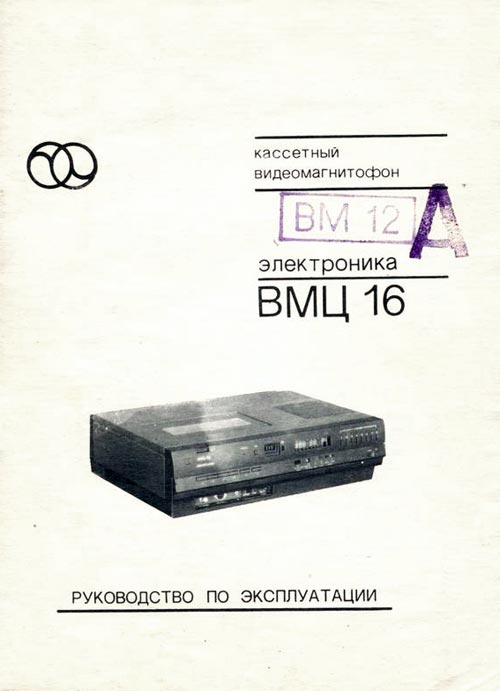 кассетный
видеомагнитофон
ВМ 12
А
электроника
ВМЦ 16
РУКОВОДСТВО ПО ЭКСПЛУАТАЦИИ